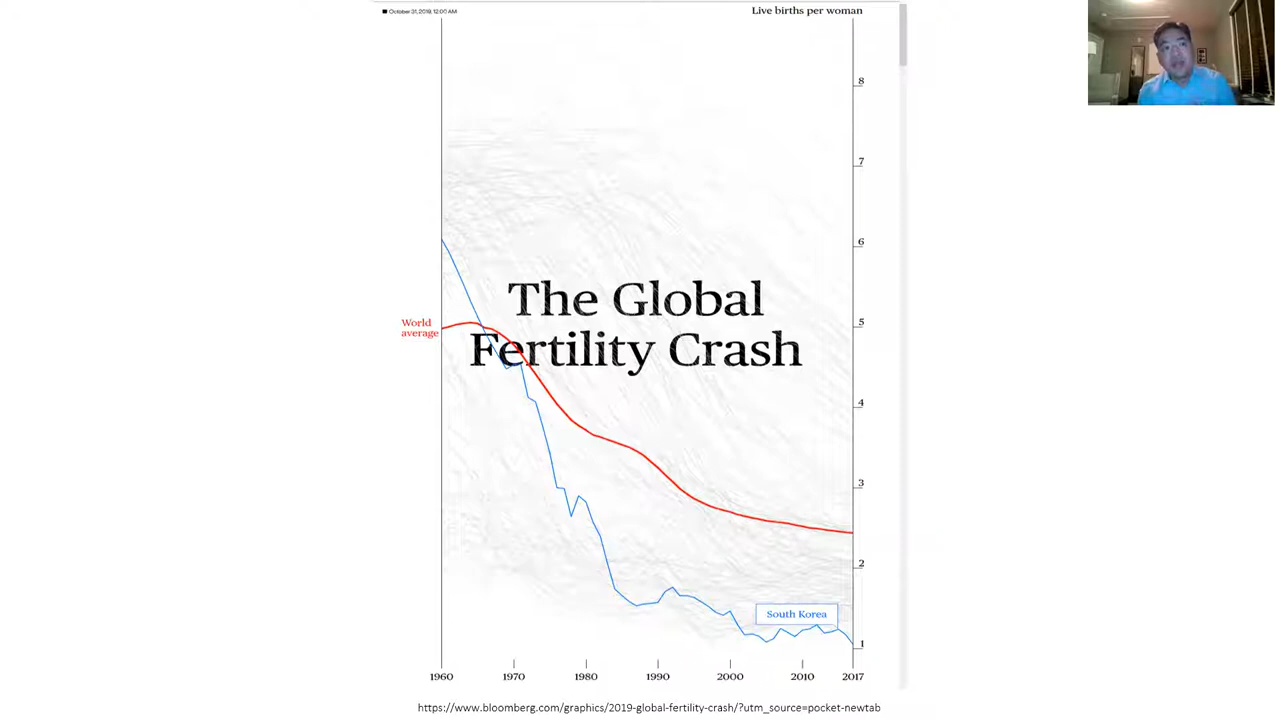 October 31, 2019, 12:00 AM
Live births per woman
8
7
6
The Global
World
average
5
Fertility Crash
4
3
2
South Korea
1
1960 1970 1980 1990 2000 2010 2017
https://www.bloomberg.com/graphics/2019-global-fertility-crash/?utm_source=pocket-newtab